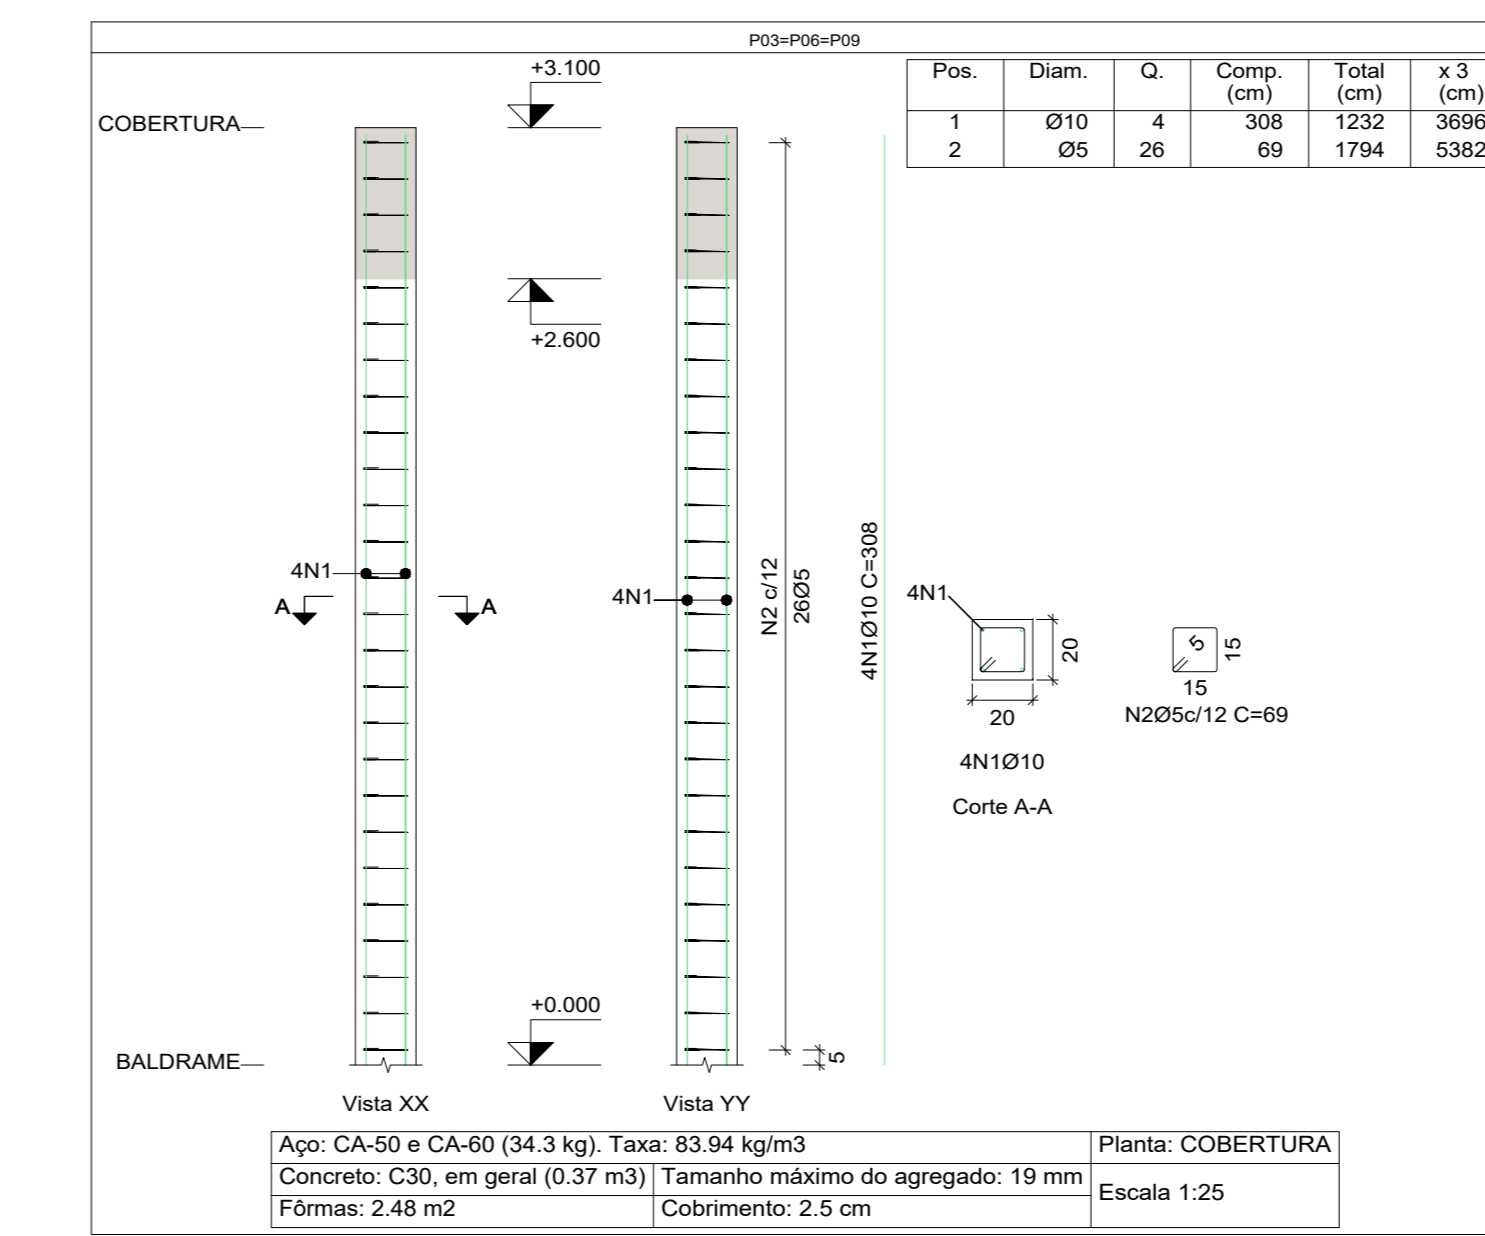 P03=P06=P09
Pos. Diam. Q. Comp. (cm) Total (cm) x 3 (cm)
1 Ø10 4 308 1232 3696
2 Ø5 26 69 1794 5382
+3.100
COBERTURA
+2.600
4N1
A A
4N1
N2 c/12
26Ø5
4N1Ø10 C=308
4N1
20
20
4N1Ø10
Corte A-A
5
15
15
N2Ø5c/12 C=69
+0.000
BALDRAME
5
Vista XX
Vista YY
Aço: CA-50 e CA-60 (34.3 kg). Taxa: 83.94 kg/m3
Planta: COBERTURA
Concreto: C30, em geral (0.37 m3)
Tamanho máximo do agregado: 19 mm
Escala 1:25
Fôrmas: 2.48 m2
Cobrimento: 2.5 cm